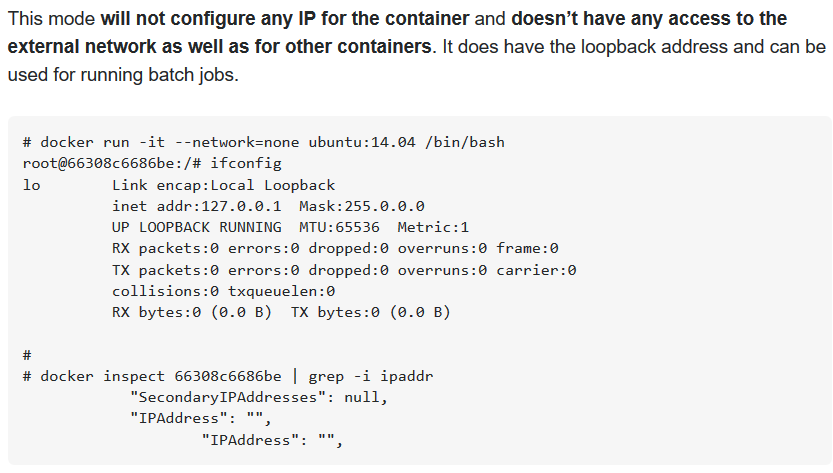 This mode will not configure any IP for the container and doesn’t have any access to the
external network as well as for other containers. It does have the loopback address and can be
used for running batch jobs.
# docker run -it --network=none ubuntu:14.04 /bin/bash
root@66308c6686be:/# ifconfig
lo        Link encap:Local Loopback
          inet addr:127.0.0.1  Mask:255.0.0.0
          UP LOOPBACK RUNNING  MTU:65536  Metric:1
          RX packets:0 errors:0 dropped:0 overruns:0 frame:0
          TX packets:0 errors:0 dropped:0 overruns:0 carrier:0
          collisions:0 txqueuelen:0
          RX bytes:0 (0.0 B)  TX bytes:0 (0.0 B)
#
# docker inspect 66308c6686be | grep -i ipaddr
            "SecondaryIPAddresses": null,
            "IPAddress": "",
                    "IPAddress": "",